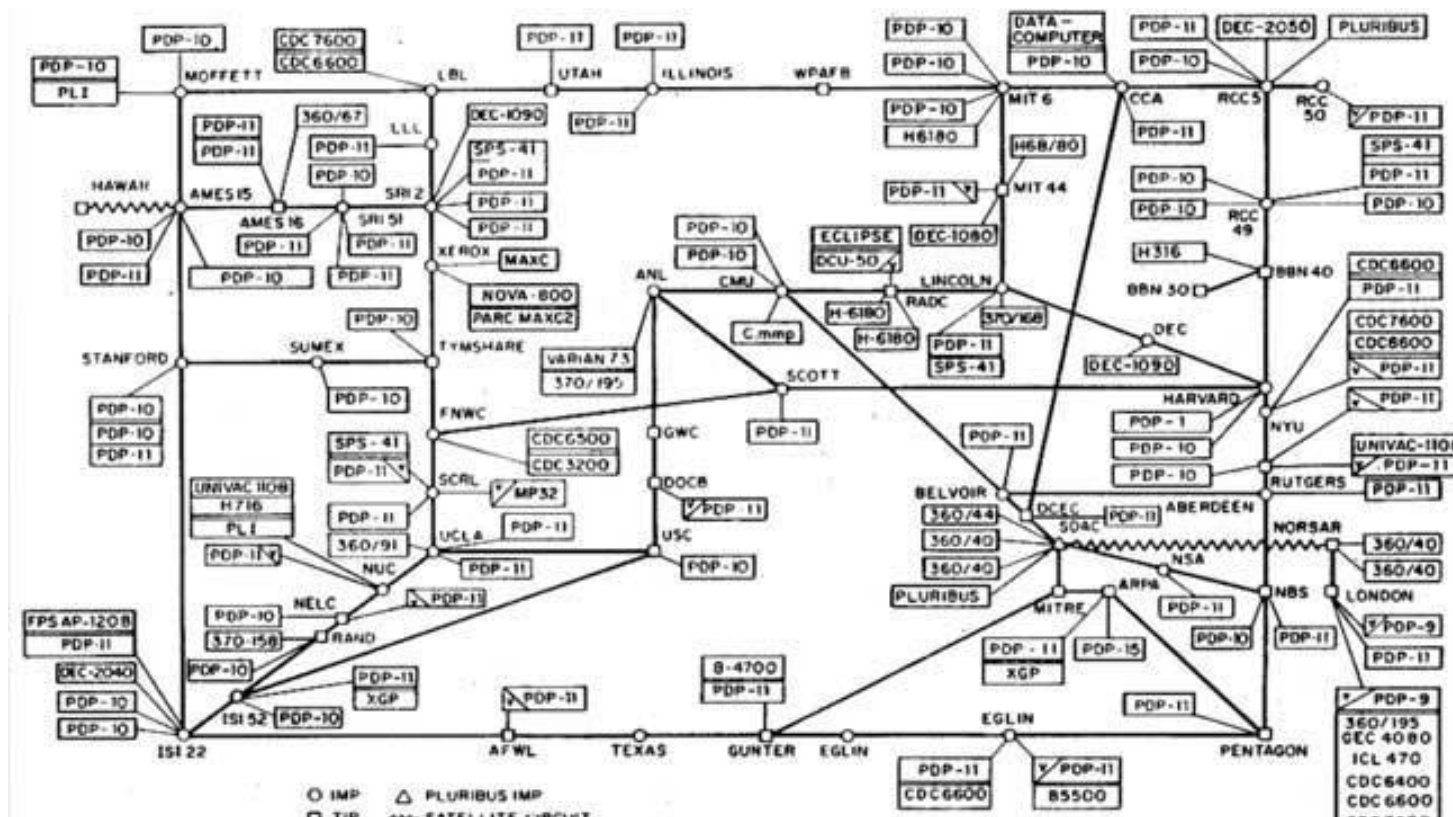 PDP-10
CDC7600
CDC6600
PDP-11
PDP-11
PDP-10
DATA-
COMPUTER
PDP-10
PDP-11
DEC-2050
PLURIBUS
PDP-10
PLI
MOFFETT
LBL
UTAH
ILLINOIS
WPAFB
PDP-10
MIT 6
CCA
PDP-10
RCC 5
RCC
50
PDP-11
PDP-11
360/67
LLL
DEC-1090
PDP-11
PDP-10
H6180
PDP-11
PDP-11
PDP-11
PDP-11
SPS-41
PDP-11
H68/80
SPS-41
PDP-11
HAWAII
AMES 15
PDP-10
SRI 2
PDP-11
MIT 44
PDP-10
PDP-10
AMES 16
SRI 51
PDP-11
PDP-11
DEC-1080
PDP-10
RCC
49
PDP-10
PDP-10
PDP-11
PDP-11
PDP-11
PDP-10
PDP-11
XEROX
MAXC
PDP-10
PDP-10
ECLIPSE
DCU-50
H316
BBN 40
CDC6600
PDP-11
ANL
CMU
LINCOLN
BBN 30
NOVA-800
PARC MAXC2
C.mmp
H-6180
RADC
H-6180
370/168
DEC
CDC7600
CDC6600
PDP-10
STANFORD
SUMEX
TYMSHARE
VARIAN 73
370/195
PDP-11
SPS-41
DEC-1090
PDP-11
PDP-10
SCOTT
HARVARD
PDP-11
PDP-10
PDP-10
PDP-11
FNWC
PDP-11
PDP-1
NYU
SPS-41
PDP-11
CDC6500
CDC3200
GWC
PDP-11
PDP-10
PDP-10
UNIVAC-110
PDP-11
UNIVAC 1108
H716
PLI
SCRL
MP32
DOCB
PDP-11
BELVOIR
DCEC
PDP-11
ABERDEEN
RUTGERS
PDP-11
PDP-11
360/91
UCLA
PDP-11
USC
360/44
SDAC
NORSAR
PDP-11
NUC
PDP-11
PDP-10
360/40
360/40
NSA
360/40
360/40
PDP-10
NELC
PDP-11
PLURIBUS
MITRE
ARPA
PDP-11
NBS
LONDON
FPS AP-120B
PDP-11
370-158
RAND
PDP-10
PDP-11
PDP-9
DEC-2040
PDP-10
PDP-11
XGP
B-4700
PDP-11
PDP-11
XGP
PDP-15
PDP-11
PDP-10
PDP-10
ISI 52
PDP-10
PDP-11
PDP-11
PDP-9
360/195
GEC 4080
ICL 470
CDC6400
CDC6600
ISI 22
AFWL
TEXAS
GUNTER
EGLIN
EGLIN
PENTAGON
PDP-11
CDC6600
PDP-11
B5500
IMP
PLURIBUS IMP
TIP
SATELLITE CIRCUIT